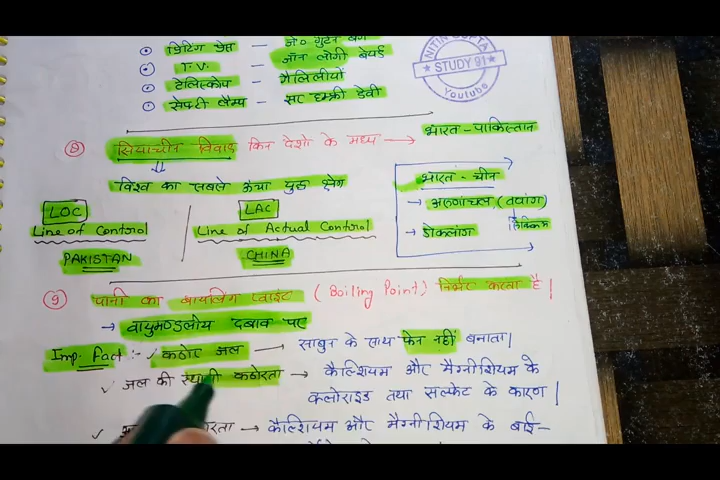 प्रिंटिंग प्रेस – जे० गुटेन बर्ग
T.V. – जॉन लोगी बेयर्ड
टेलिस्कोप – गैलिलीयो
सेफ्टी लैम्प – सर हम्फ्री डेवी
NITIN GUPTA
STUDY 91
Youtube
8 सियाचीन विवाद किन देशो के मध्य → भारत-पाकिस्तान
विश्व का सबसे ऊंचा युद्ध क्षेत्र
भारत - चीन
→ अरुणाचल (तवांग)
→ डोकलांग सिक्किम
LOC
Line of Control
PAKISTAN
LAC
Line of Actual Control
CHINA
9 पानी का बायलिंग प्वाइंट (Boiling Point) निर्भर करता है |
→ वायुमण्डलीय दबाव पर
Imp. Fact :- ✓ कठोर जल → साबुन के साथ फेन नहीं बनाता |
✓ जल की स्थायी कठोरता → कैल्शियम और मैग्नीशियम के
क्लोराइड तथा सल्फेट के कारण |
✓ → कैल्शियम और मैग्नीशियम के बाई-